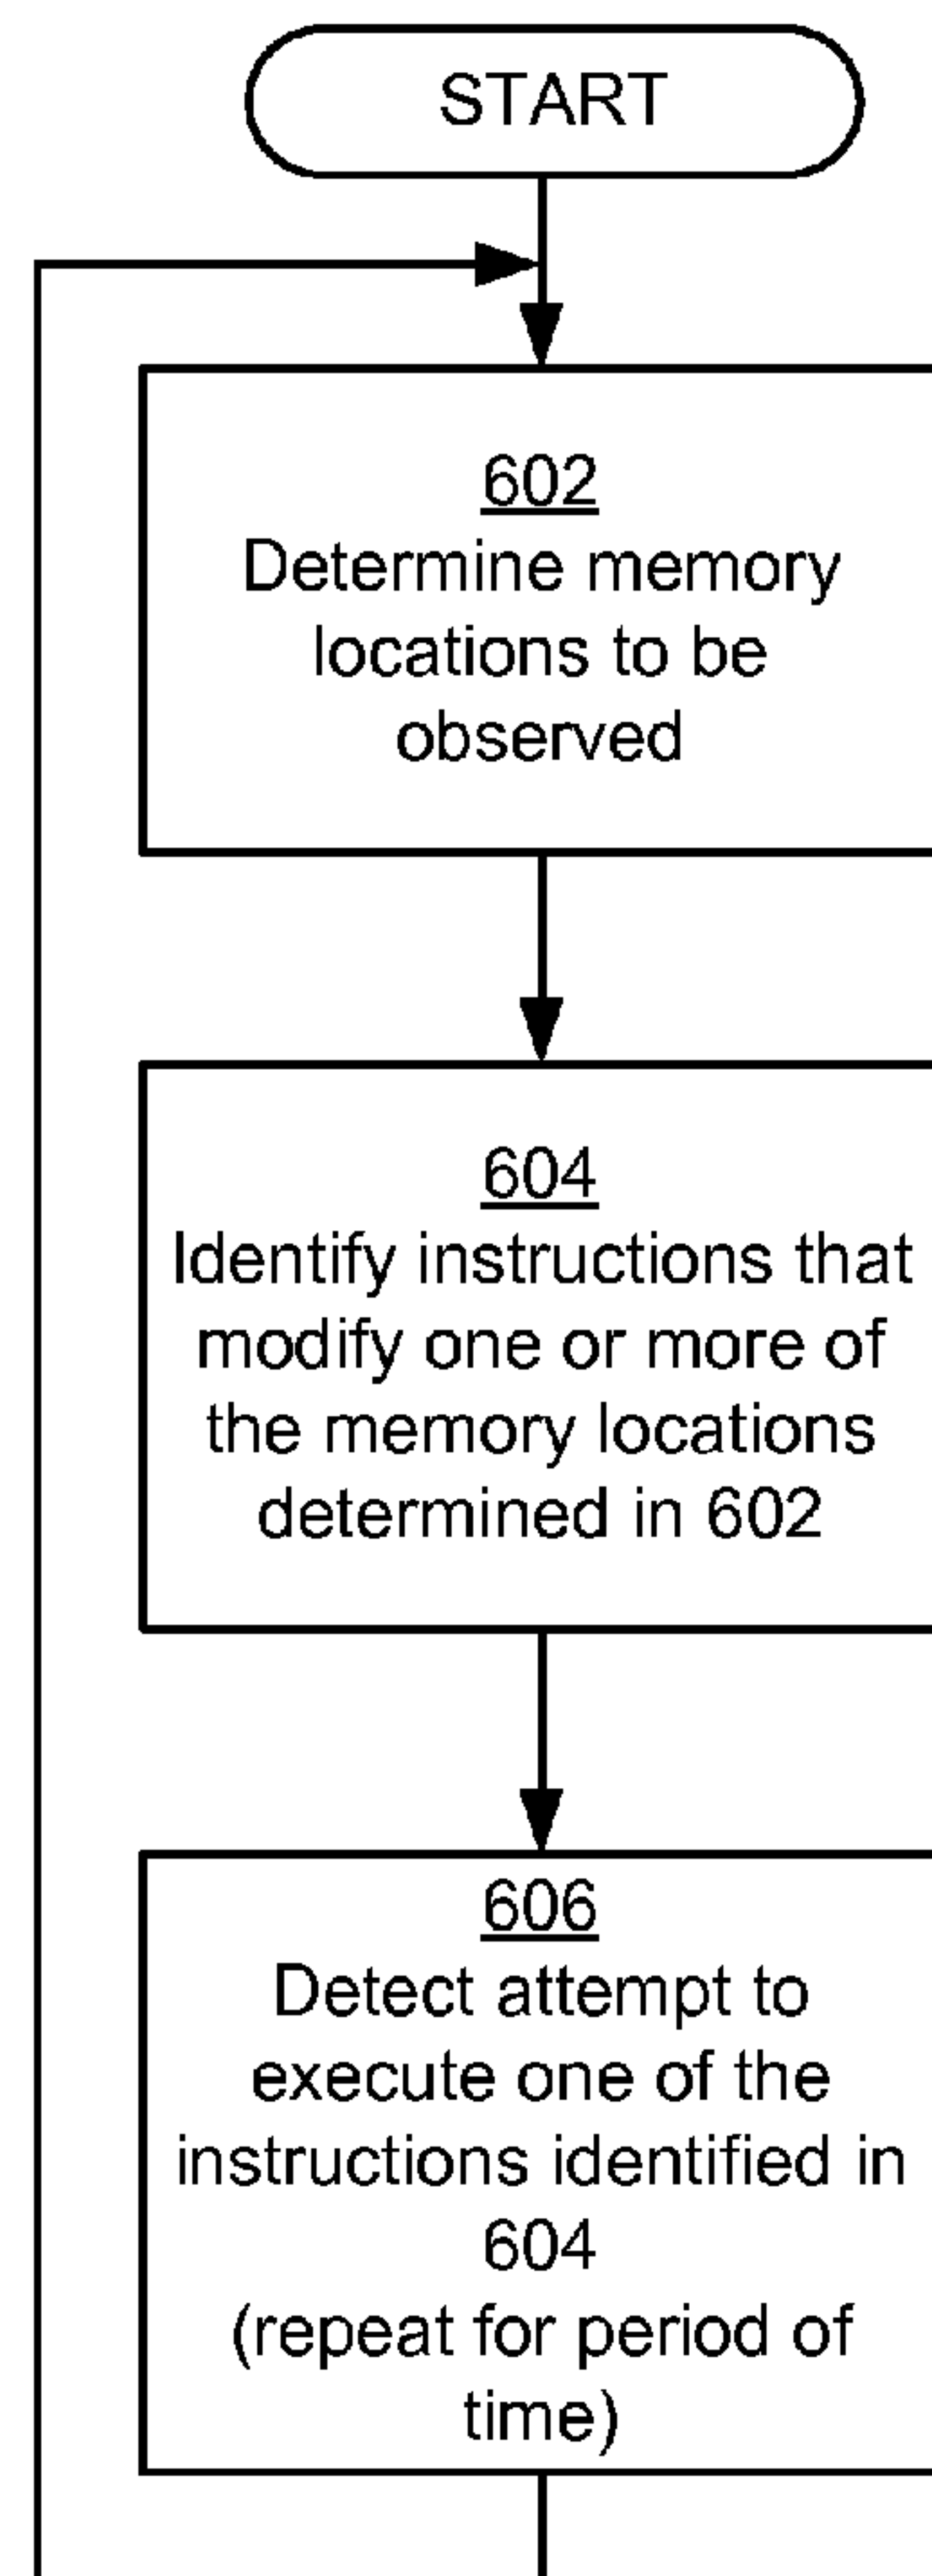 START
602
Determine memory
locations to be
observed
604
Identify instructions that
modify one or more of
the memory locations
determined in 602
606
Detect attempt to
execute one of the
instructions identified in
604
(repeat for period of
time)